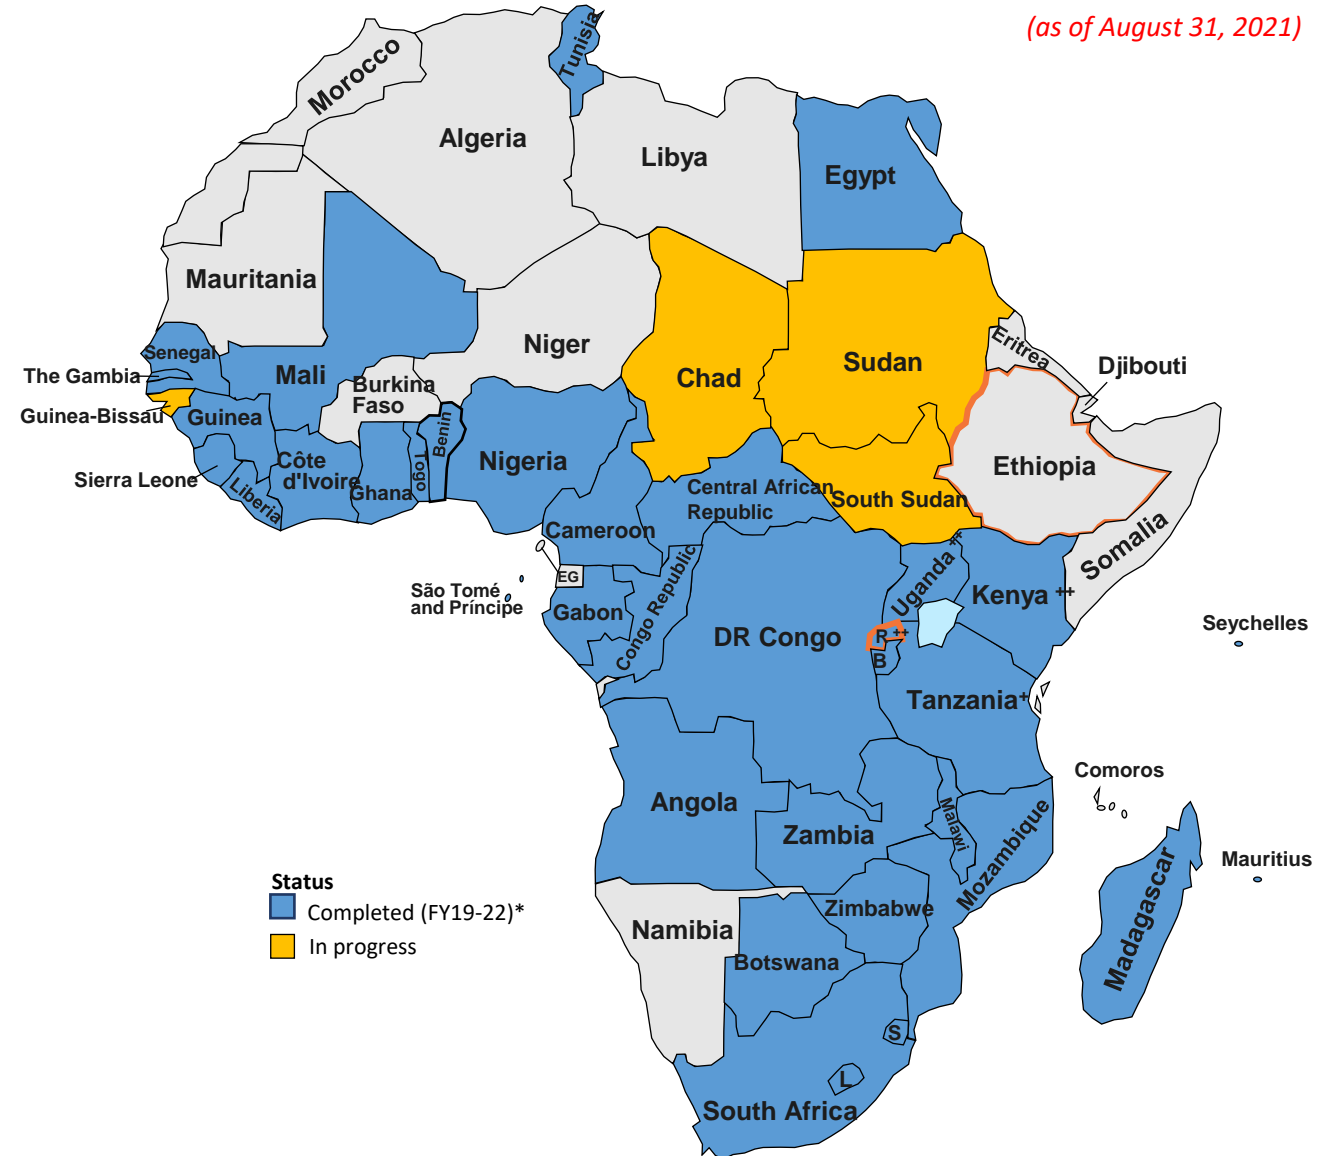 (as of August 31, 2021)
Tunisia
Morocco
Algeria
Libya
Egypt
Mauritania
Niger
Chad
Sudan
Eritrea
Djibouti
Senegal
The Gambia
Mali
Burkina
Faso
Guinea-Bissau
Guinea
Benin
Togo
Nigeria
Ethiopia
Sierra Leone
Liberia
Côte
d'Ivoire
Ghana
Central African
Republic
South Sudan
Somalia
Cameroon
EG
São Tomé
and Príncipe
Gabon
Congo Republic
Uganda ++
Kenya ++
DR Congo
R ++
B
Seychelles
Tanzania+
Comoros
Angola
Zambia
Malawi
Mozambique
Mauritius
Madagascar
Status
Completed (FY19-22)*
In progress
Zimbabwe
Namibia
Botswana
S
L
South Africa